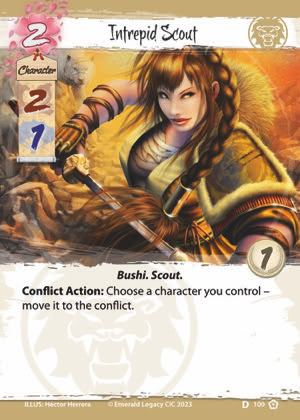 2
Intrepid Scout
Character
2
1
1
Bushi. Scout.
Conflict Action: Choose a character you control –
move it to the conflict.
ILLUS: Héctor Herrera © Emerald Legacy CIC 2023 D 109